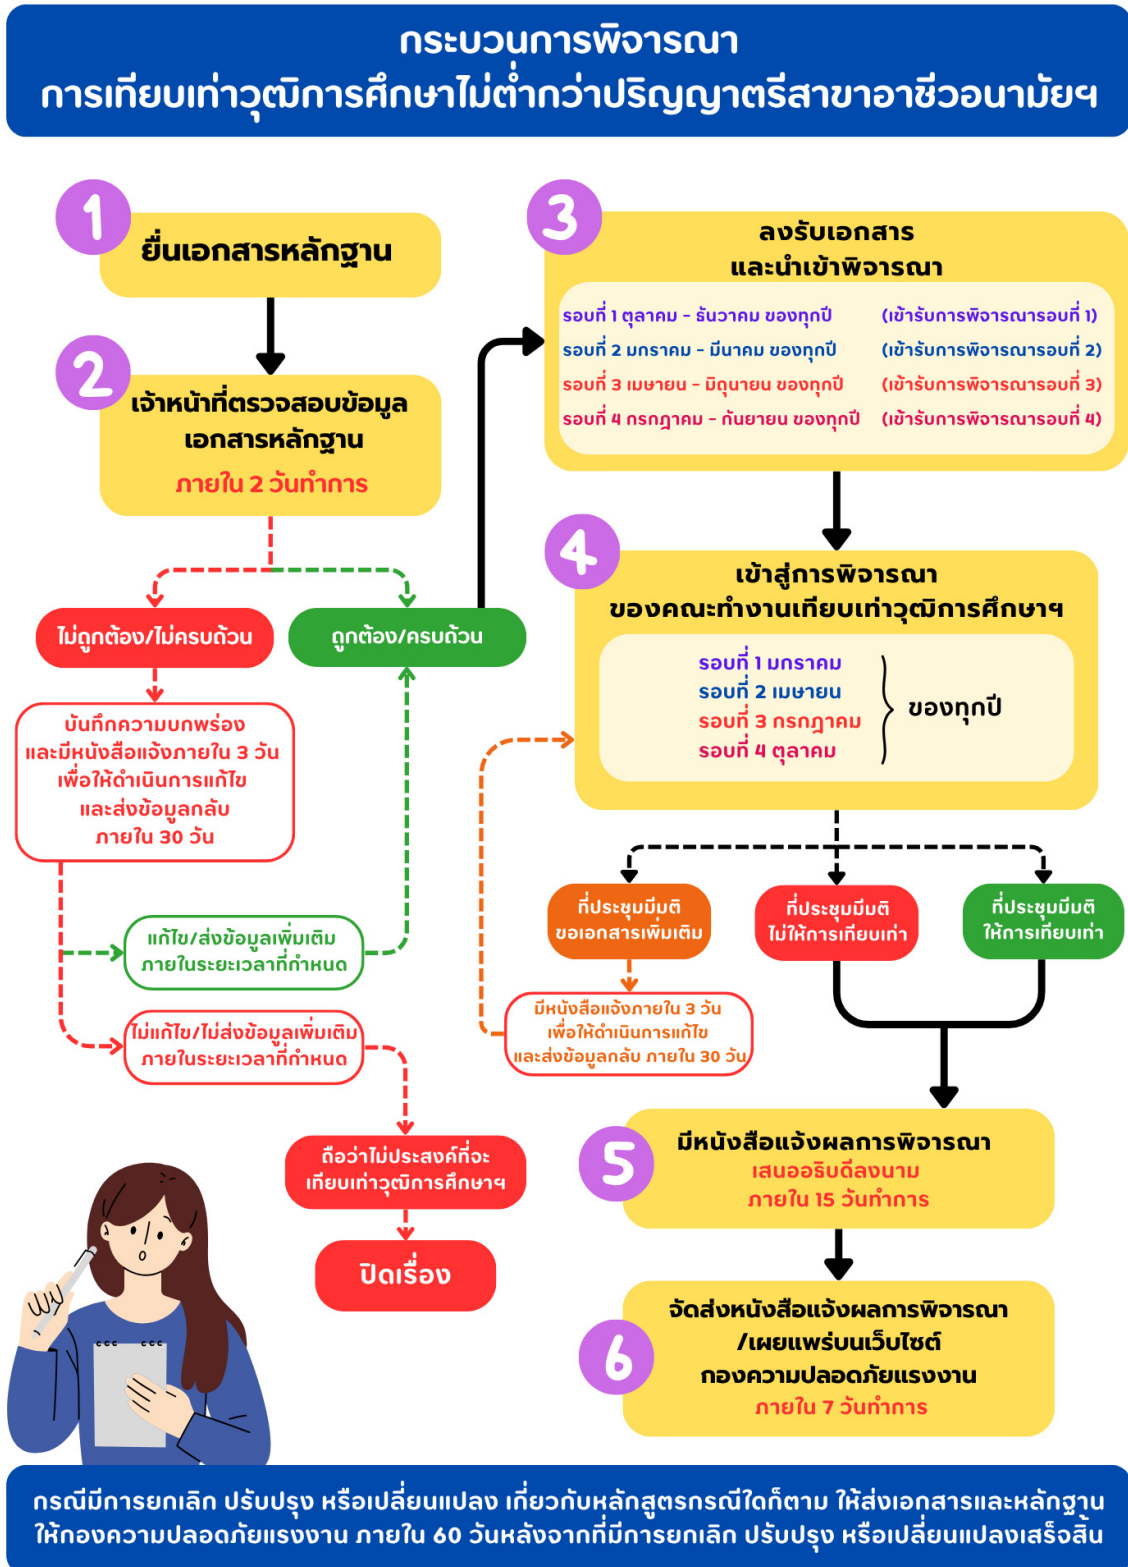 กระบวนการพิจารณา
การเทียบเท่าวุฒิการศึกษาไม่ต่ำกว่าปริญญาตรีสาขาอาชีวอนามัยฯ
1
ยื่นเอกสารหลักฐาน
2
เจ้าหน้าที่ตรวจสอบข้อมูล
เอกสารหลักฐาน
ภายใน 2 วันทำการ
ไม่ถูกต้อง/ไม่ครบถ้วน
ถูกต้อง/ครบถ้วน
บันทึกความบกพร่อง
และมีหนังสือแจ้งภายใน 3 วัน
เพื่อให้ดำเนินการแก้ไข
และส่งข้อมูลกลับ
ภายใน 30 วัน
แก้ไข/ส่งข้อมูลเพิ่มเติม
ภายในระยะเวลาที่กำหนด
ไม่แก้ไข/ไม่ส่งข้อมูลเพิ่มเติม
ภายในระยะเวลาที่กำหนด
ถือว่าไม่ประสงค์ที่จะ
เทียบเท่าวุฒิการศึกษาฯ
ปิดเรื่อง
3
ลงรับเอกสาร
และนำเข้าพิจารณา
รอบที่ 1 ตุลาคม - ธันวาคม ของทุกปี (เข้ารับการพิจารณารอบที่ 1)
รอบที่ 2 มกราคม - มีนาคม ของทุกปี (เข้ารับการพิจารณารอบที่ 2)
รอบที่ 3 เมษายน - มิถุนายน ของทุกปี (เข้ารับการพิจารณารอบที่ 3)
รอบที่ 4 กรกฎาคม - กันยายน ของทุกปี (เข้ารับการพิจารณารอบที่ 4)
4
เข้าสู่การพิจารณา
ของคณะทำงานเทียบเท่าวุฒิการศึกษาฯ
รอบที่ 1 มกราคม
รอบที่ 2 เมษายน
รอบที่ 3 กรกฎาคม
รอบที่ 4 ตุลาคม
ของทุกปี
ที่ประชุมมีมติ
ขอเอกสารเพิ่มเติม
ที่ประชุมมีมติ
ไม่ให้การเทียบเท่า
ที่ประชุมมีมติ
ให้การเทียบเท่า
มีหนังสือแจ้งภายใน 3 วัน
เพื่อให้ดำเนินการแก้ไข
และส่งข้อมูลกลับ ภายใน 30 วัน
5
มีหนังสือแจ้งผลการพิจารณา
เสนออธิบดีลงนาม
ภายใน 15 วันทำการ
6
จัดส่งหนังสือแจ้งผลการพิจารณา
/เผยแพร่บนเว็บไซต์
กองความปลอดภัยแรงงาน
ภายใน 7 วันทำการ
กรณีมีการยกเลิก ปรับปรุง หรือเปลี่ยนแปลง เกี่ยวกับหลักสูตรกรณีใดก็ตาม ให้ส่งเอกสารและหลักฐาน
ให้กองความปลอดภัยแรงงาน ภายใน 60 วันหลังจากที่มีการยกเลิก ปรับปรุง หรือเปลี่ยนแปลงเสร็จสิ้น